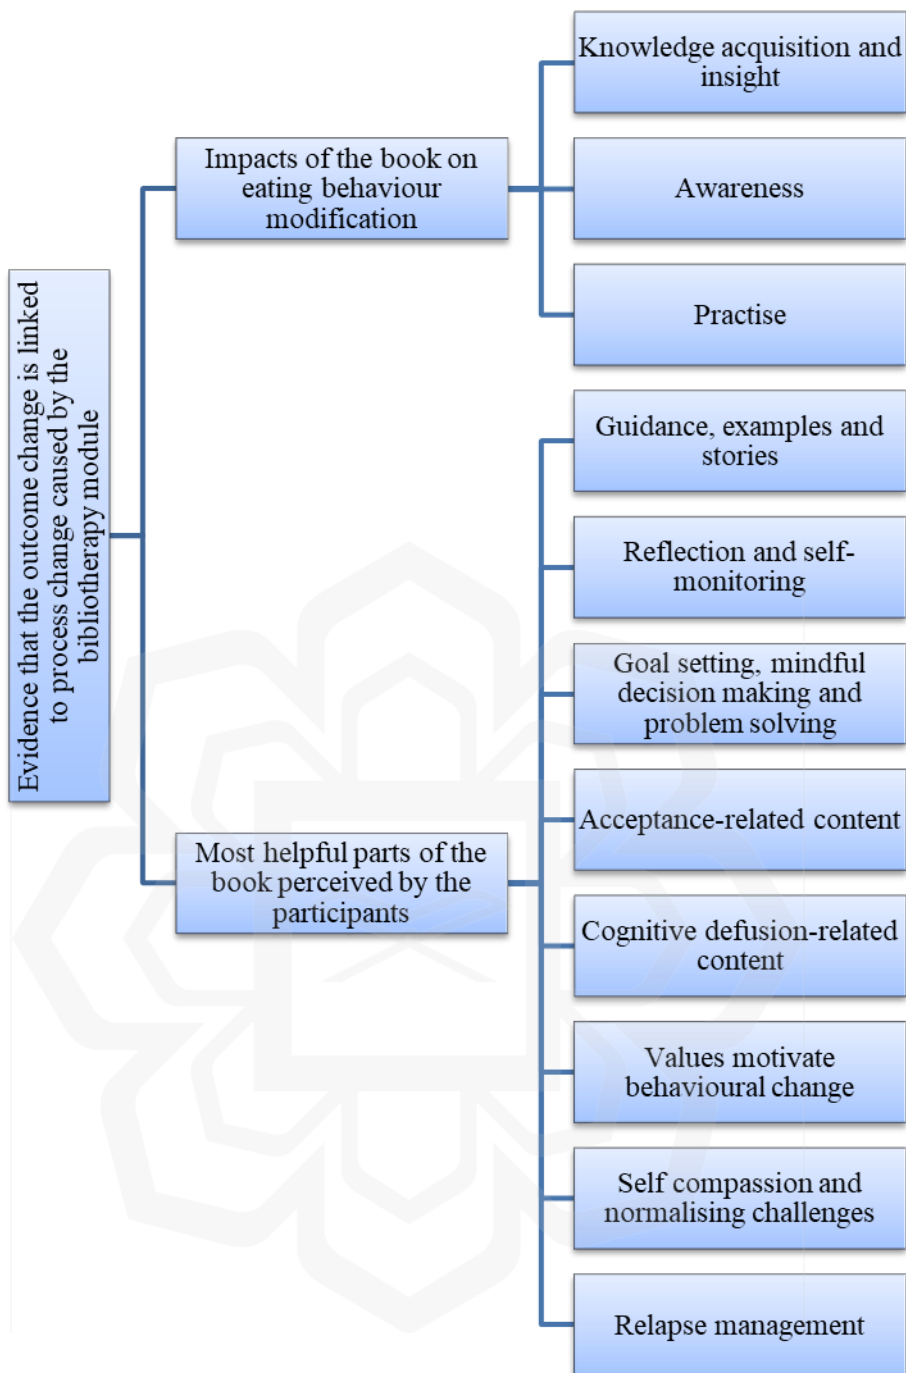 Evidence that the outcome change is linked
to process change caused by the
bibliotherapy module
Impacts of the book on
eating behaviour
modification
Knowledge acquisition and
insight
Awareness
Practise
Most helpful parts of the
book perceived by the
participants
Guidance, examples and
stories
Reflection and self-
monitoring
Goal setting, mindful
decision making and
problem solving
Acceptance-related content
Cognitive defusion-related
content
Values motivate
behavioural change
Self compassion and
normalising challenges
Relapse management